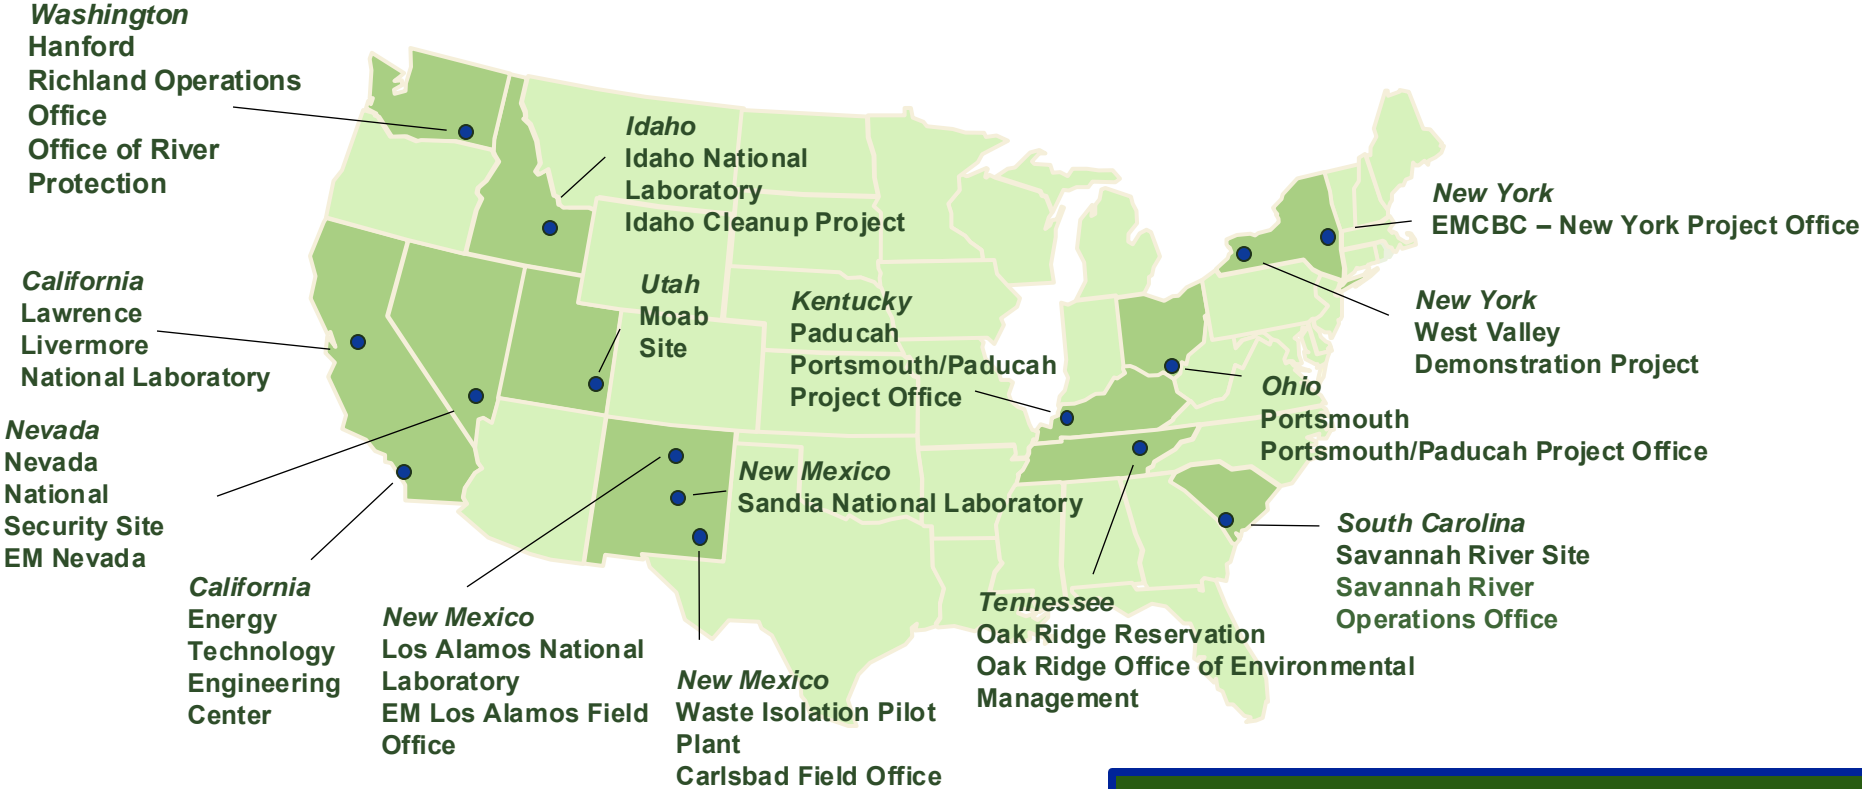 Washington
Hanford
Richland Operations
Office
Office of River
Protection
Idaho
Idaho National
Laboratory
Idaho Cleanup Project
New York
EMCBC – New York Project Office
California
Lawrence
Livermore
National Laboratory
Utah
Moab
Site
Kentucky
Paducah
Portsmouth/Paducah
Project Office
New York
West Valley
Demonstration Project
Ohio
Portsmouth
Portsmouth/Paducah Project Office
Nevada
Nevada
National
Security Site
EM Nevada
New Mexico
Sandia National Laboratory
South Carolina
Savannah River Site
Savannah River
Operations Office
California
Energy
Technology
Engineering
Center
New Mexico
Los Alamos National
Laboratory
EM Los Alamos Field
Office
New Mexico
Waste Isolation Pilot
Plant
Carlsbad Field Office
Tennessee
Oak Ridge Reservation
Oak Ridge Office of Environmental
Management